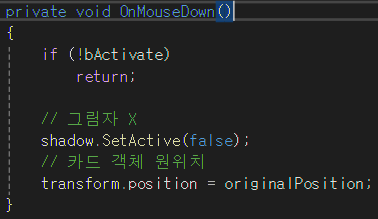 private void OnMouseDown()
{
if (!bActivate)
return;
// 그림자 X
shadow.SetActive(false);
// 카드 객체 원위치
transform.position = originalPosition;
}